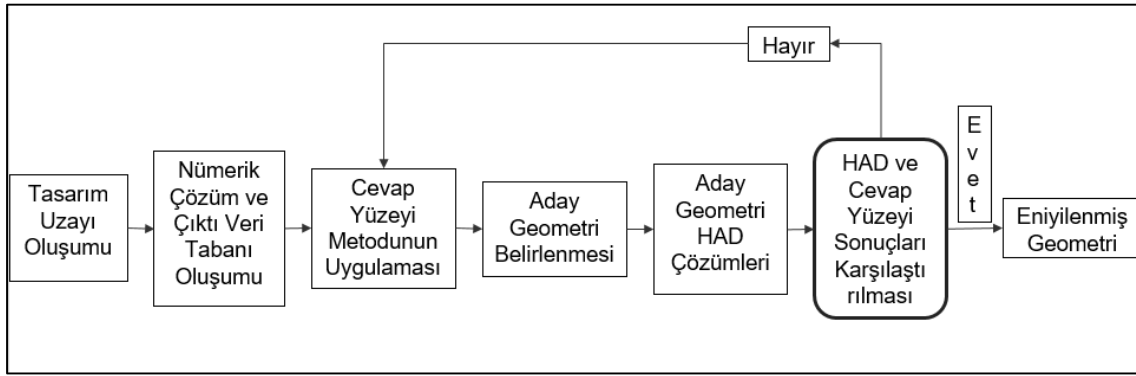 Hayır
Tasarım
Uzayı
Oluşumu
Nümerik
Çözüm ve
Çıktı Veri
Tabanı
Oluşumu
Cevap
Yüzeyi
Metodunun
Uygulaması
Aday
Geometri
Belirlenmesi
Aday
Geometri
HAD
Çözümleri
HAD ve
Cevap
Yüzeyi
Sonuçları
Karşılaştı
rılması
E
v
e
t
Eniyilenmiş
Geometri